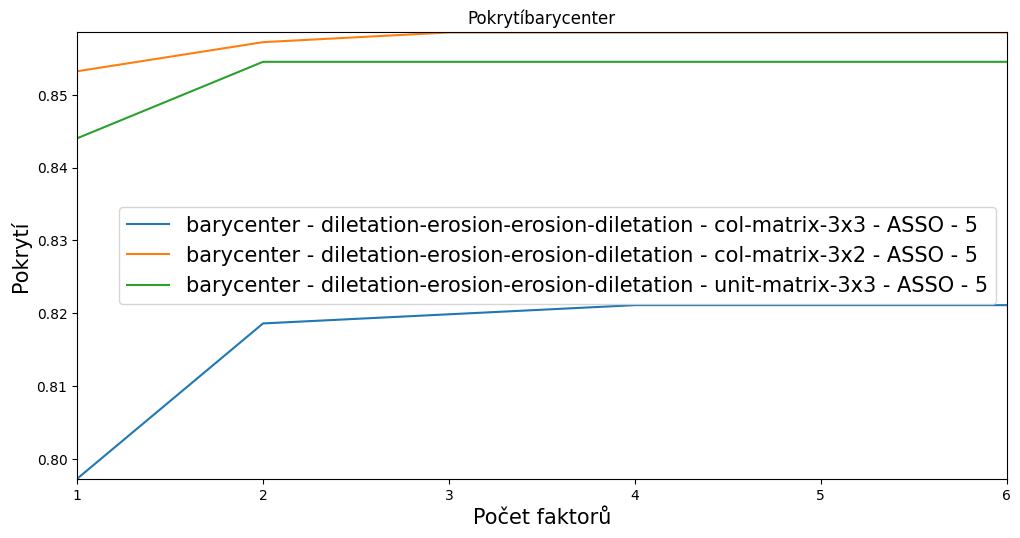 Pokrytíbarycenter
Pokrytí
0.85
0.84
0.83
0.82
0.81
0.80
barycenter - diletation-erosion-erosion-diletation - col-matrix-3x3 - ASSO - 5
barycenter - diletation-erosion-erosion-diletation - col-matrix-3x2 - ASSO - 5
barycenter - diletation-erosion-erosion-diletation - unit-matrix-3x3 - ASSO - 5
1 2 3 4 5 6
Počet faktorů